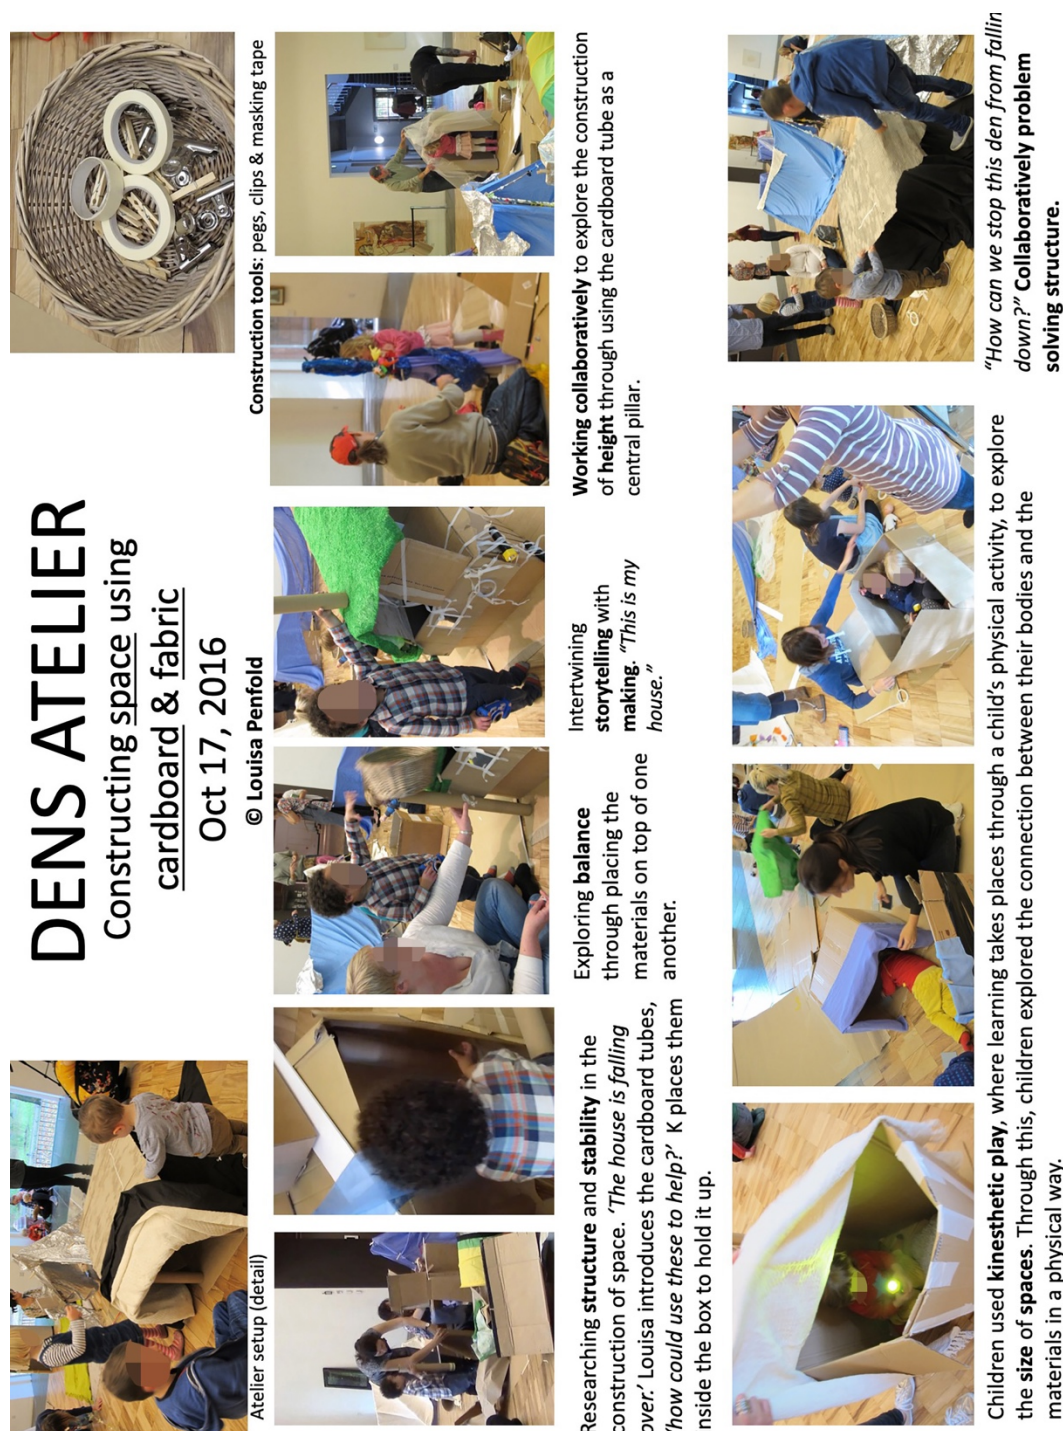 DENS ATELIER
Constructing space using
cardboard & fabric
Oct 17, 2016
© Louisa Penfold
Atelier setup (detail)
Construction tools: pegs, clips & masking tape
Researching structure and stability in the
construction of space. ‘The house is falling
over.’ Louisa introduces the cardboard tubes,
‘how could use these to help?’ K places them
inside the box to hold it up.
Exploring balance
through placing the
materials on top of one
another.
Intertwining
storytelling with
making. “This is my
house.”
Working collaboratively to explore the construction
of height through using the cardboard tube as a
central pillar.
Children used kinesthetic play, where learning takes places through a child’s physical activity, to explore
the size of spaces. Through this, children explored the connection between their bodies and the
materials in a physical way.
“How can we stop this den from fallin
down?” Collaboratively problem
solving structure.